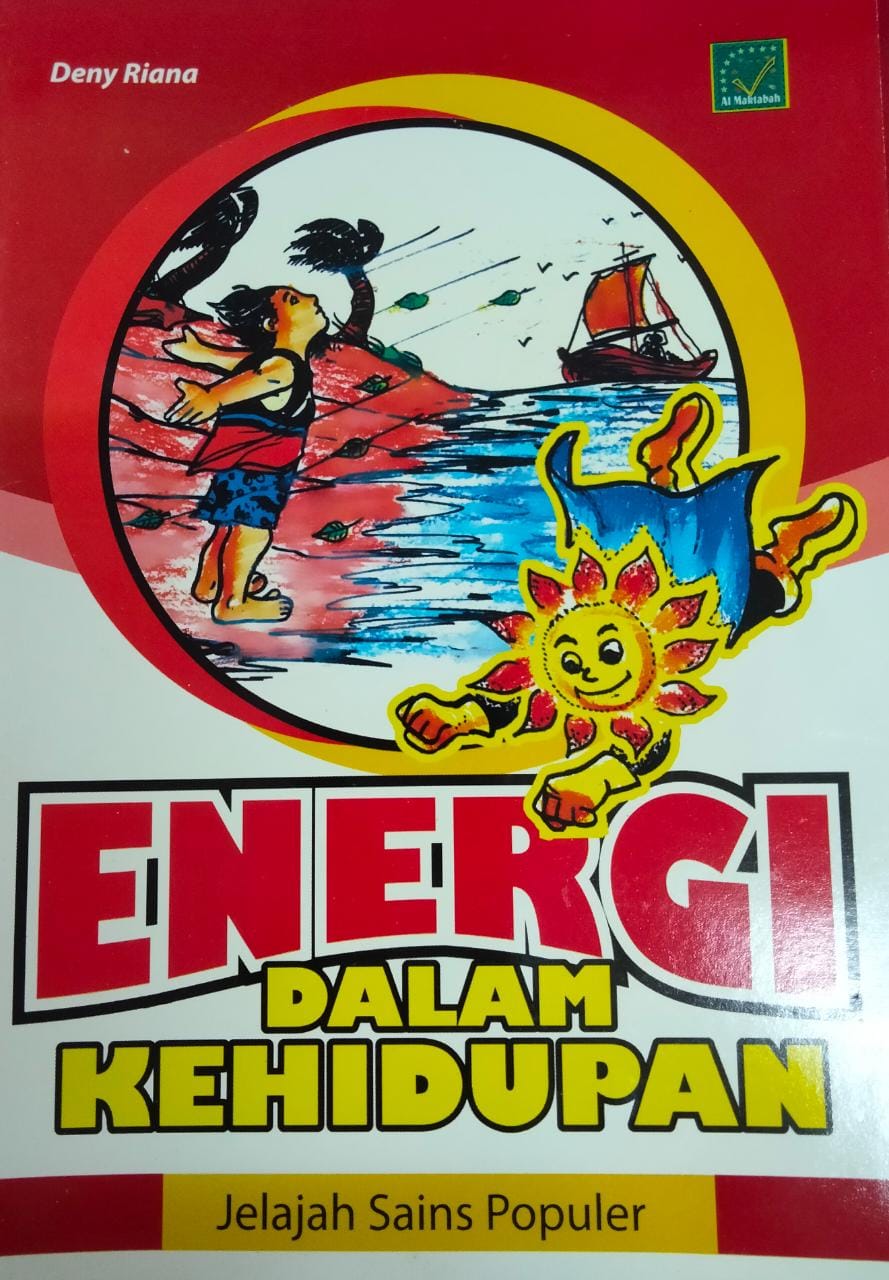 Deny Riana
Al Maktabah
ENERGI
DALAM
KEHIDUPAN
Jelajah Sains Populer